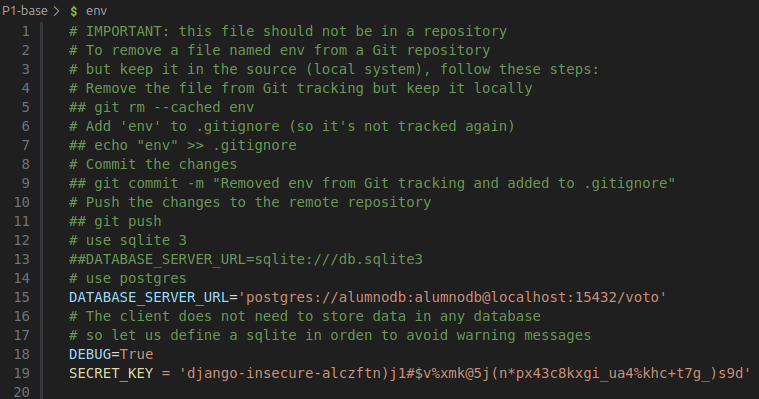 P1-base > $ env
1 # IMPORTANT: this file should not be in a repository
2 # To remove a file named env from a Git repository
3 # but keep it in the source (local system), follow these steps:
4 # Remove the file from Git tracking but keep it locally
5 ## git rm --cached env
6 # Add 'env' to .gitignore (so it's not tracked again)
7 ## echo "env" >> .gitignore
8 # Commit the changes
9 ## git commit -m "Removed env from Git tracking and added to .gitignore"
10 # Push the changes to the remote repository
11 ## git push
12 # use sqlite 3
13 ##DATABASE_SERVER_URL=sqlite:///db.sqlite3
14 # use postgres
15 DATABASE_SERVER_URL='postgres://alumnodb:alumnodb@localhost:15432/voto'
16 # The client does not need to store data in any database
17 # so let us define a sqlite in orden to avoid warning messages
18 DEBUG=True
19 SECRET_KEY = 'django-insecure-alczftn)j1#$v%xmk@5j(n*px43c8kxgi_ua4%khc+t7g_)s9d'
20